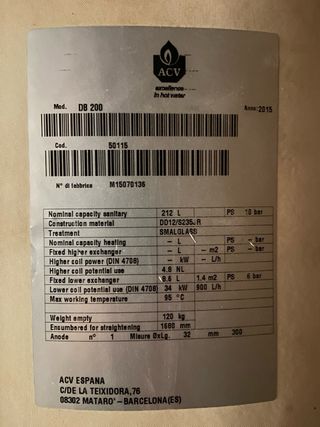 ACV
excellence
in hot water
Mod. DB 200 Anno: 2015
Cod. 50115
N° di fabbrica M15070136
Nominal capacity sanitary 212 L PS 10 bar
Construction material DD12/S235JR
Treatment SMALGLASS
Nominal capacity heating – L PS – bar
Fixed higher exchanger – L – m2 PS – bar
Higher coil power (DIN 4708) – kW – L/h
Higher coil potential use 4.8 NL
Fixed lower exchanger 8.6 L 1.4 m2 PS 6 bar
Lower coil potential use (DIN 4708) 34 kW 900 L/h
Max working temperature 95 °C
Weight empty 120 kg
Ensumbered for straightening 1680 mm
Anode n° 1 Misure ØxLg. 32 mm 300
ACV ESPANA
C/DE LA TEIXIDORA,76
08302 MATARO' – BARCELONA(ES)